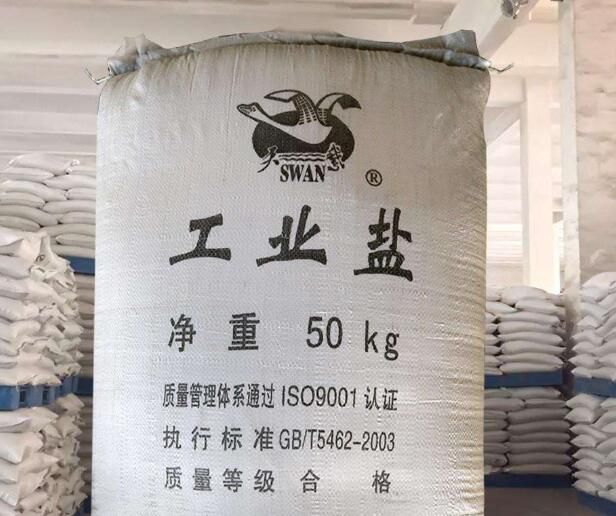 天鹅
SWAN ®
工业盐
净重 50 kg
质量管理体系通过 ISO9001 认证
执行标准 GB/T5462-2003
质量等级 合格